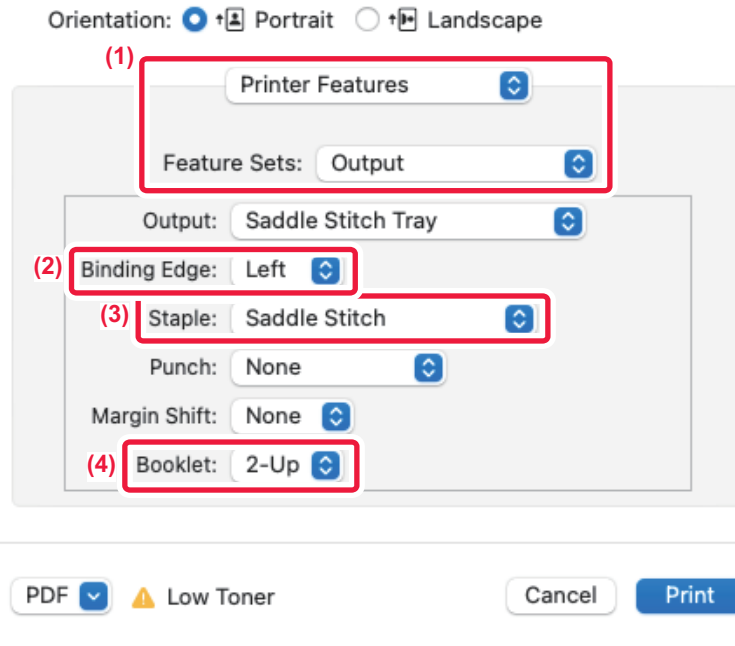 Orientation: Portrait Landscape
(1)
Printer Features
Feature Sets: Output
Output: Saddle Stitch Tray
(2) Binding Edge: Left
(3) Staple: Saddle Stitch
Punch: None
Margin Shift: None
(4) Booklet: 2-Up
PDF Low Toner Cancel Print